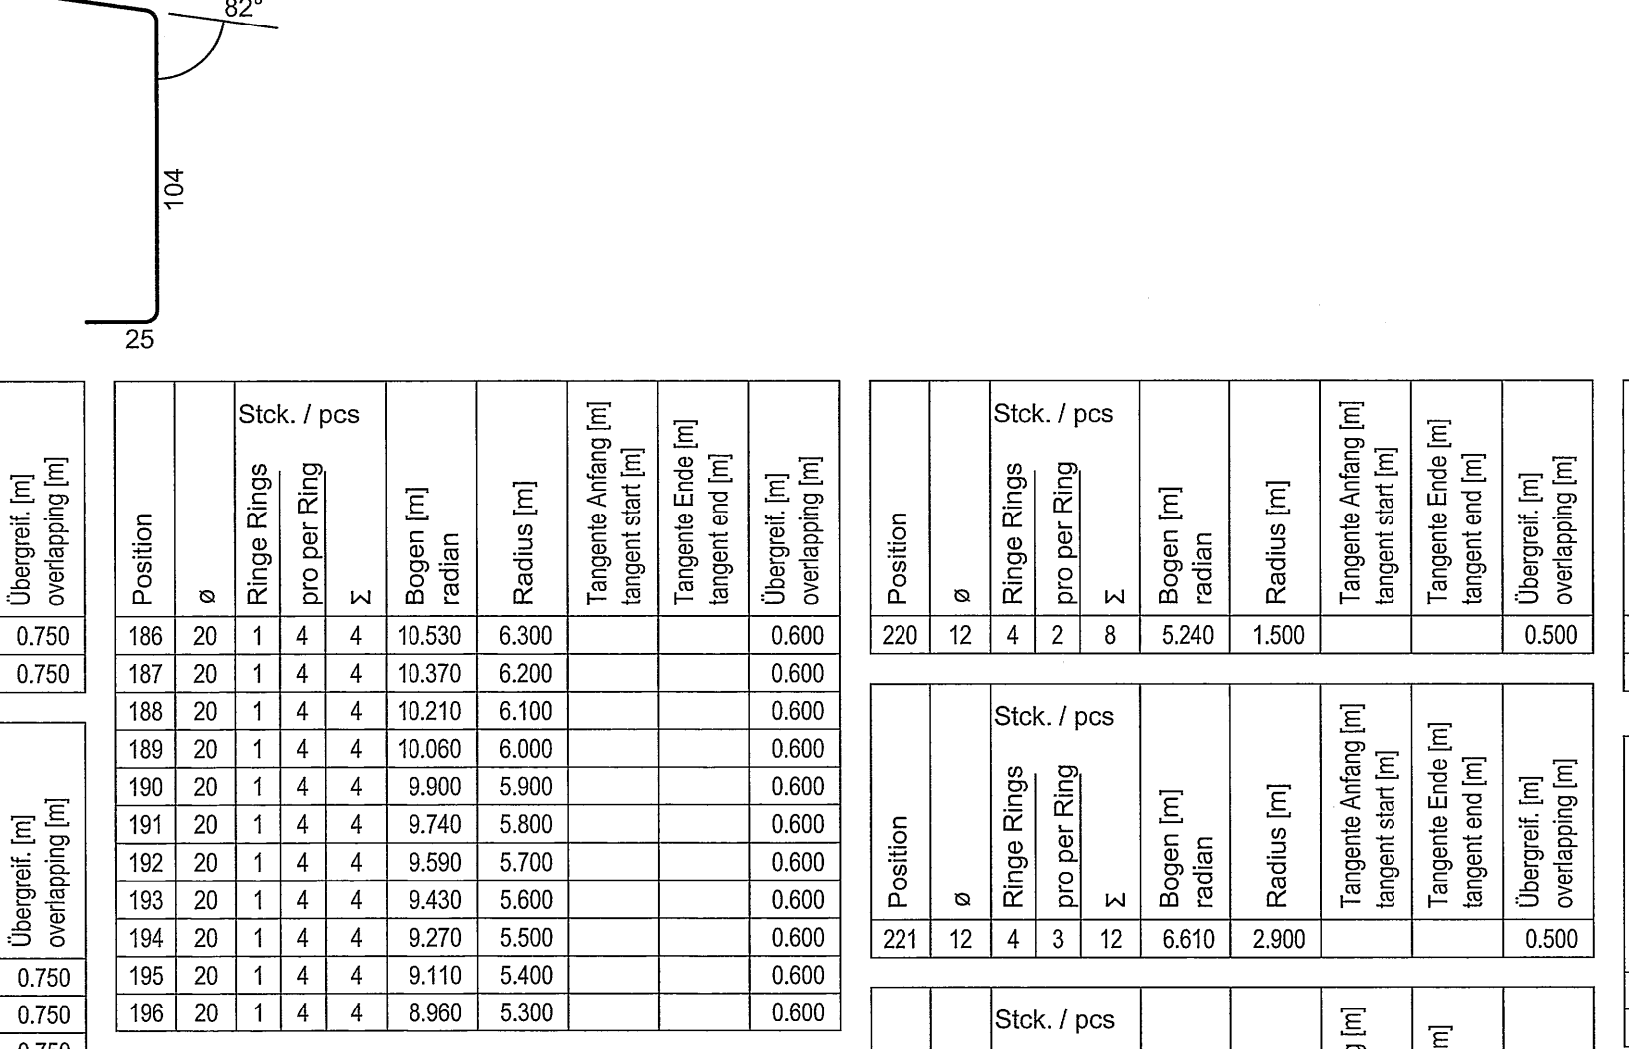 82°
104
25
Übergreif. [m]
overlapping [m]
0.750
0.750
Übergreif. [m]
overlapping [m]
0.750
0.750
0.750
Stck. / pcs
Position
ø
Ringe Rings
pro per Ring
Σ
Bogen [m]
radian
Radius [m]
Tangente Anfang [m]
tangent start [m]
Tangente Ende [m]
tangent end [m]
Übergreif. [m]
overlapping [m]
186 20 1 4 4 10.530 6.300 0.600
187 20 1 4 4 10.370 6.200 0.600
188 20 1 4 4 10.210 6.100 0.600
189 20 1 4 4 10.060 6.000 0.600
190 20 1 4 4 9.900 5.900 0.600
191 20 1 4 4 9.740 5.800 0.600
192 20 1 4 4 9.590 5.700 0.600
193 20 1 4 4 9.430 5.600 0.600
194 20 1 4 4 9.270 5.500 0.600
195 20 1 4 4 9.110 5.400 0.600
196 20 1 4 4 8.960 5.300 0.600
Stck. / pcs
Position
ø
Ringe Rings
pro per Ring
Σ
Bogen [m]
radian
Radius [m]
Tangente Anfang [m]
tangent start [m]
Tangente Ende [m]
tangent end [m]
Übergreif. [m]
overlapping [m]
220 12 4 2 8 5.240 1.500 0.500
Stck. / pcs
Position
ø
Ringe Rings
pro per Ring
Σ
Bogen [m]
radian
Radius [m]
Tangente Anfang [m]
tangent start [m]
Tangente Ende [m]
tangent end [m]
Übergreif. [m]
overlapping [m]
221 12 4 3 12 6.610 2.900 0.500
Stck. / pcs
g [m]
m]